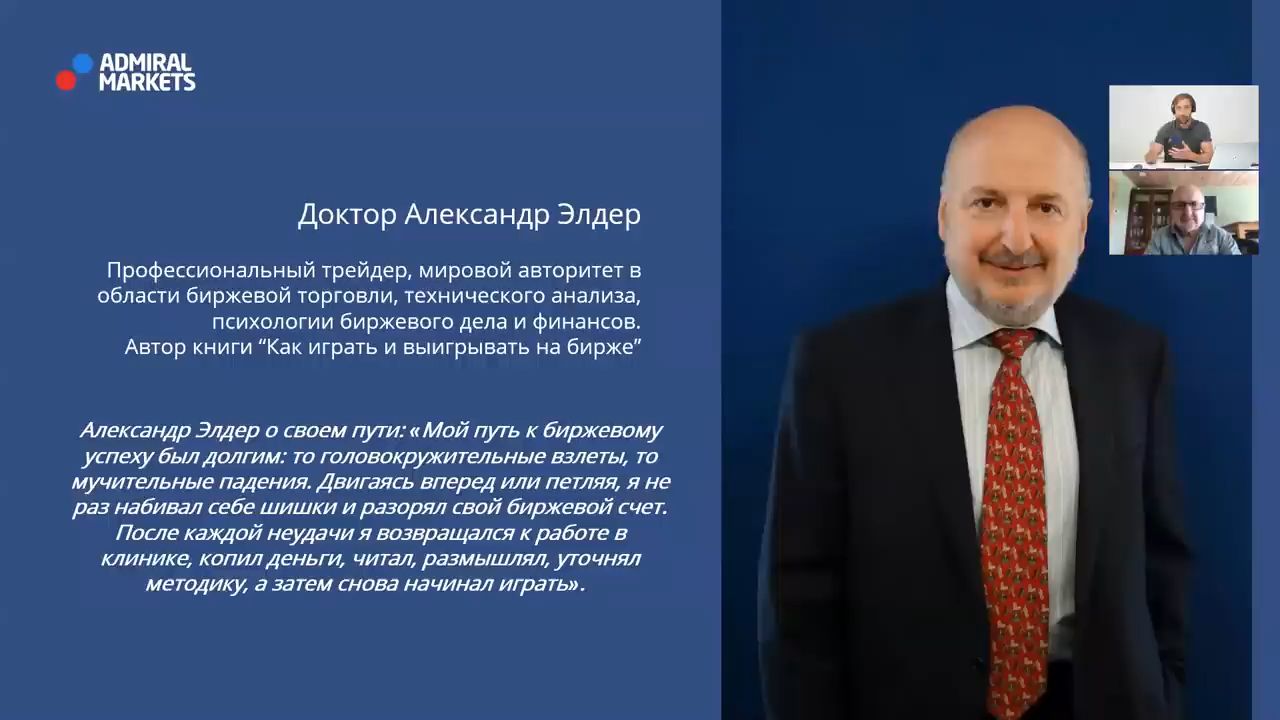 ADMIRAL
MARKETS
Доктор Александр Элдер
Профессиональный трейдер, мировой авторитет в
области биржевой торговли, технического анализа,
психологии биржевого дела и финансов.
Автор книги “Как играть и выигрывать на бирже”
Александр Элдер о своем пути: «Мой путь к биржевому
успеху был долгим: то головокружительные взлеты, то
мучительные падения. Двигаясь вперед или петляя, я не
раз набивал себе шишки и разорял свой биржевой счет.
После каждой неудачи я возвращался к работе в
клинике, копил деньги, читал, размышлял, уточнял
методику, а затем снова начинал играть».